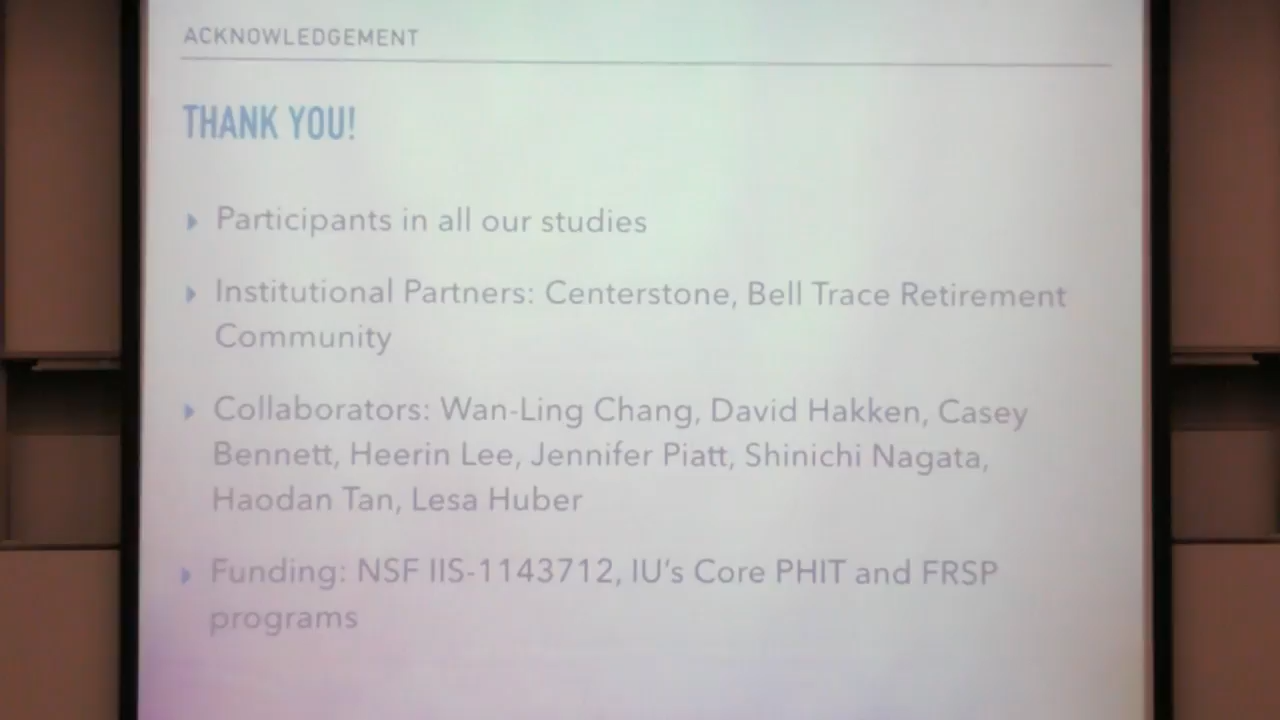 ACKNOWLEDGEMENT
THANK YOU!
Participants in all our studies
Institutional Partners: Centerstone, Bell Trace Retirement
Community
Collaborators: Wan-Ling Chang, David Hakken, Casey
Bennett, Heerin Lee, Jennifer Piatt, Shinichi Nagata,
Haodan Tan, Lesa Huber
Funding: NSF IIS-1143712, IU's Core PHIT and FRSP
programs